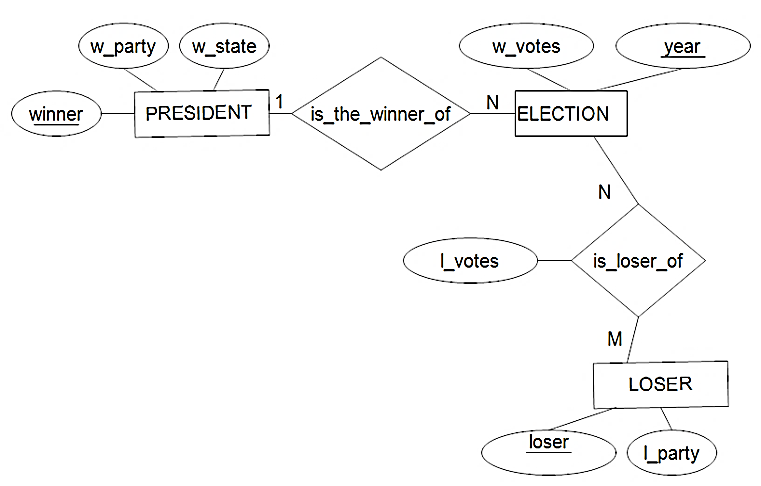 w_party
w_state
w_votes
year
winner
PRESIDENT
1
is_the_winner_of
N
ELECTION
N
l_votes
is_loser_of
M
LOSER
loser
l_party